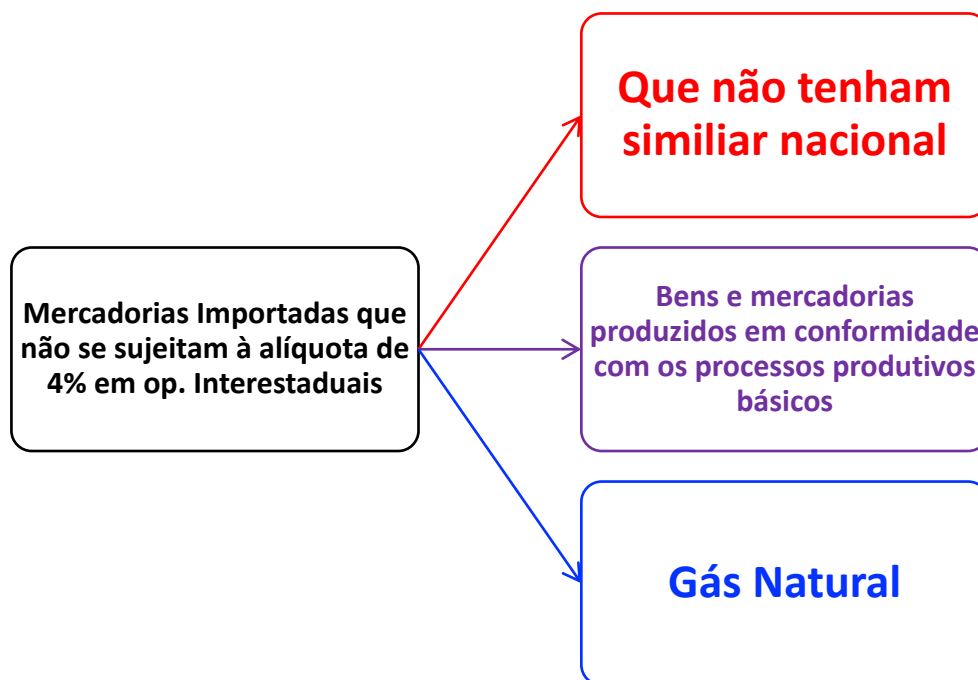 Que não tenham
similiar nacional
Mercadorias Importadas que
não se sujeitam à alíquota de
4% em op. Interestaduais
Bens e mercadorias
produzidos em conformidade
com os processos produtivos
básicos
Gás Natural